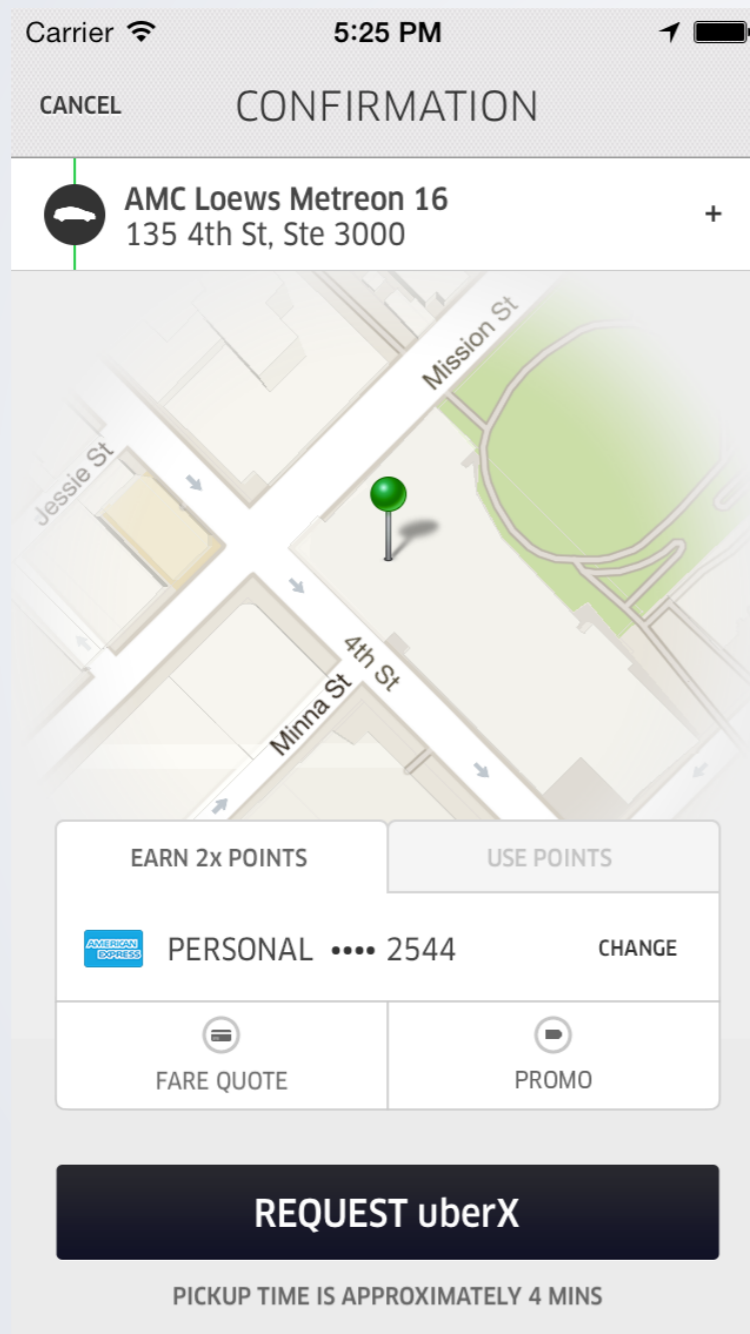 Carrier 5:25 PM
CANCEL CONFIRMATION
AMC Loews Metreon 16
135 4th St, Ste 3000
+
Mission St
Jessie St
4th St
Minna St
EARN 2x POINTS USE POINTS
AMERICAN
EXPRESS
PERSONAL •••• 2544 CHANGE
FARE QUOTE PROMO
REQUEST uberX
PICKUP TIME IS APPROXIMATELY 4 MINS